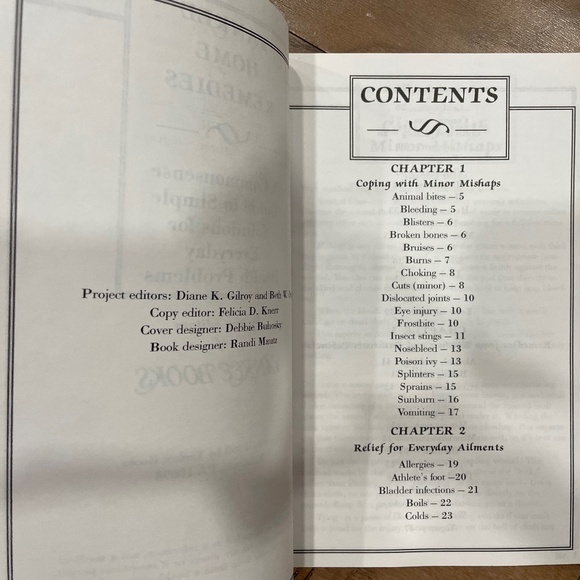 Project editors: Diane K. Gilroy and Beth W.
Copy editor: Felicia D. Knerr
Cover designer: Debbie Bubosky
Book designer: Randi
CONTENTS
CHAPTER 1
Coping with Minor Mishaps
Animal bites – 5
Bleeding – 5
Blisters – 6
Broken bones – 6
Bruises – 6
Burns – 7
Choking – 8
Cuts (minor) – 8
Dislocated joints – 10
Eye injury – 10
Frostbite – 10
Insect stings – 11
Nosebleed – 13
Poison ivy – 13
Splinters – 15
Sprains – 15
Sunburn – 16
Vomiting – 17
CHAPTER 2
Relief for Everyday Ailments
Allergies – 19
Athlete's foot –20
Bladder infections – 21
Boils – 22
Colds – 23